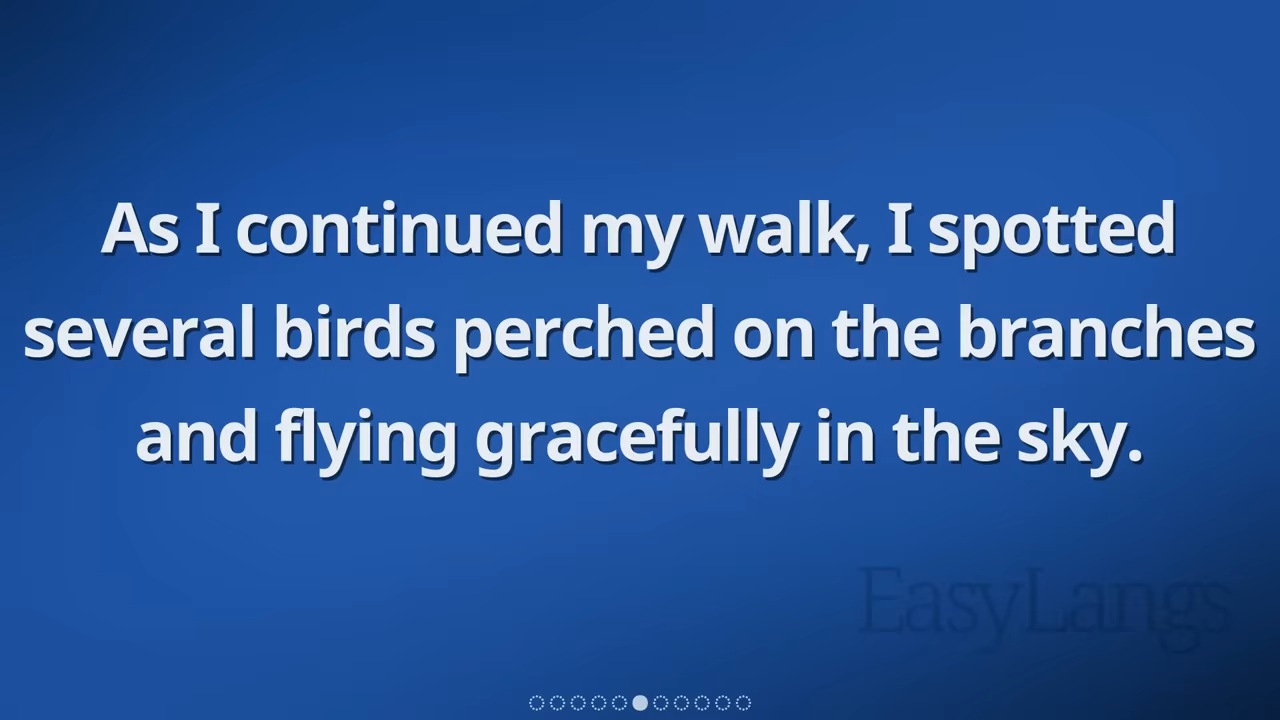 As I continued my walk, I spotted
several birds perched on the branches
and flying gracefully in the sky.
EasyLangs